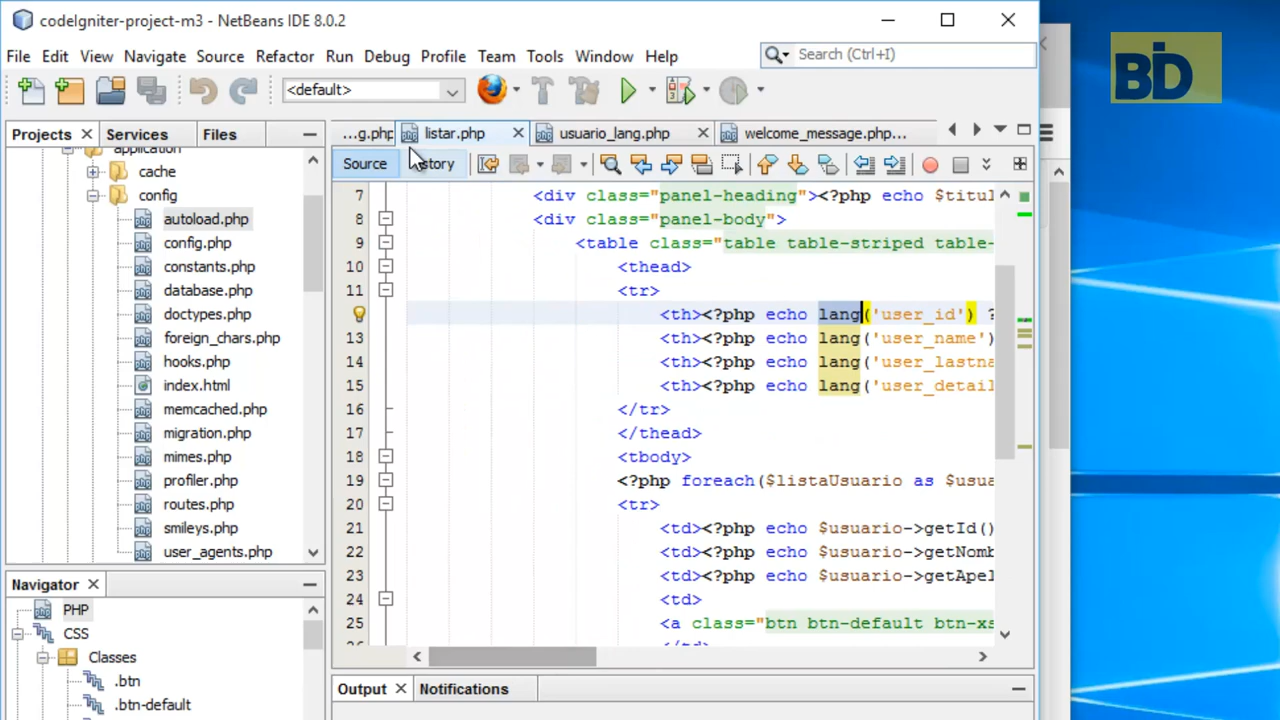 codeIgniter-project-m3 - NetBeans IDE 8.0.2
BID
File Edit View Navigate Source Refactor Run Debug Profile Team Tools Window Help
Search (Ctrl+I)
<default>
Projects Services Files
...g.php listar.php usuario_lang.php welcome_message.php...
Source
application
cache
config
autoload.php
config.php
constants.php
database.php
doctypes.php
foreign_chars.php
hooks.php
index.html
memcached.php
migration.php
mimes.php
profiler.php
routes.php
smileys.php
user_agents.php
7 <div class="panel-heading"><?php echo $titul
8 <div class="panel-body">
9 <table class="table table-striped table-
10 <thead>
11 <tr>
<th><?php echo lang('user_id') ?
13 <th><?php echo lang('user_name')
14 <th><?php echo lang('user_lastna
15 <th><?php echo lang('user_detail
16 </tr>
17 </thead>
18 <tbody>
19 <?php foreach($listaUsuario as $usua
20 <tr>
21 <td><?php echo $usuario->getId()
22 <td><?php echo $usuario->getNomb
23 <td><?php echo $usuario->getApel
24 <td>
25 <a class="btn btn-default btn-xs
Navigator
PHP
CSS
Classes
.btn
.btn-default
Output Notifications